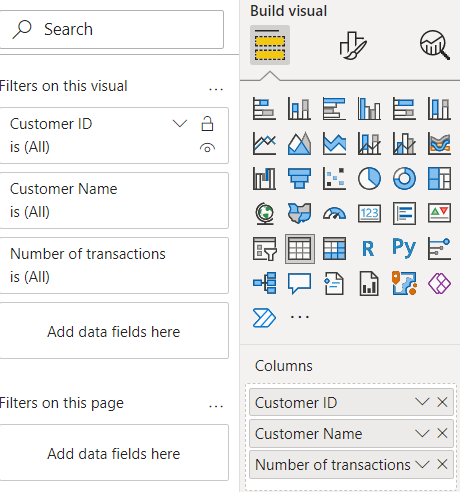 Search
Filters on this visual
...
Customer ID
is (All)
Customer Name
is (All)
Number of transactions
is (All)
Add data fields here
Filters on this page
...
Add data fields here
Build visual
123
R
Py
...
Columns
Customer ID
Customer Name
Number of transactions